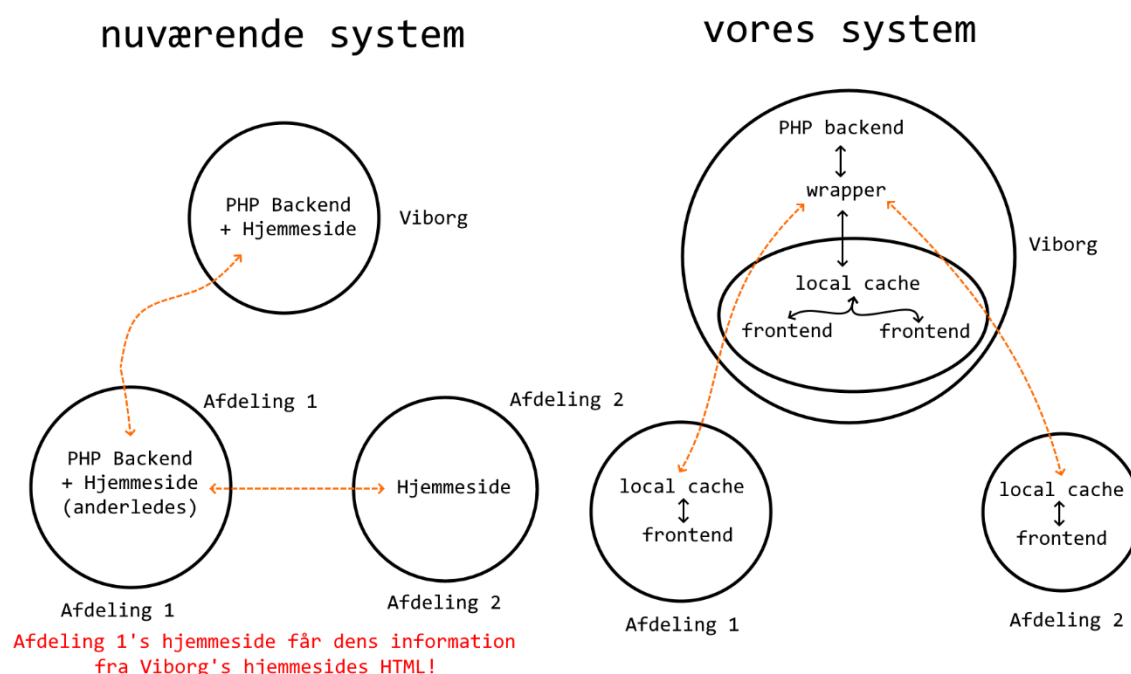 nuværende system
PHP Backend
+ Hjemmeside
Viborg
Afdeling 1
Afdeling 2
PHP Backend
+ Hjemmeside
(anderledes)
Hjemmeside
Afdeling 1
Afdeling 2
Afdeling 1's hjemmeside får dens information
fra Viborg's hjemmesides HTML!
vores system
PHP backend
wrapper
Viborg
local cache
frontend
frontend
local cache
frontend
Afdeling 1
local cache
frontend
Afdeling 2